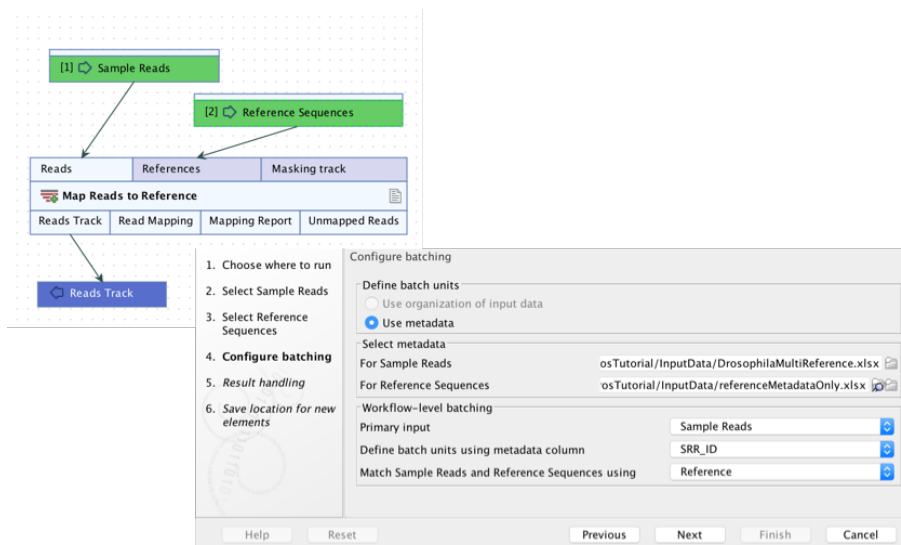 [1] Sample Reads
[2] Reference Sequences
Reads References Masking track
Map Reads to Reference
Reads Track Read Mapping Mapping Report Unmapped Reads
Reads Track
1. Choose where to run
2. Select Sample Reads
3. Select Reference
Sequences
4. Configure batching
5. Result handling
6. Save location for new
elements
Configure batching
Define batch units
Use organization of input data
Use metadata
Select metadata
For Sample Reads osTutorial/InputData/DrosophilaMultiReference.xlsx
For Reference Sequences osTutorial/InputData/referenceMetadataOnly.xlsx
Workflow-level batching
Primary input Sample Reads
Define batch units using metadata column SRR_ID
Match Sample Reads and Reference Sequences using Reference
Help Reset Previous Next Finish Cancel